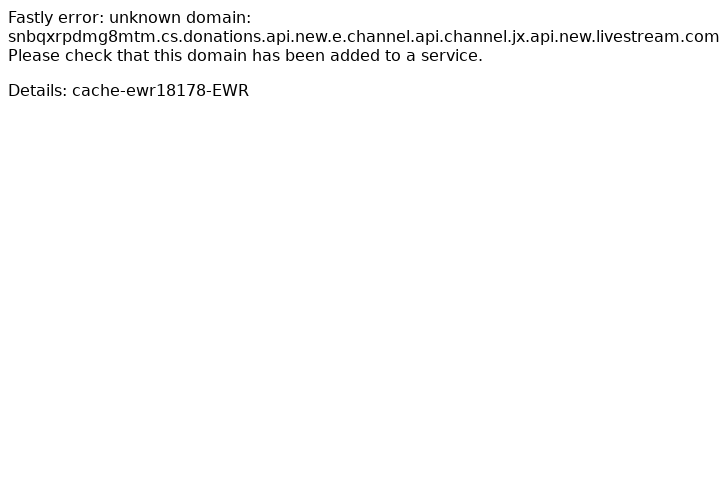 Fastly error: unknown domain:
snbqxrpdmg8mtm.cs.donations.api.new.e.channel.api.channel.jx.api.new.livestream.com
Please check that this domain has been added to a service.
Details: cache-ewr18178-EWR